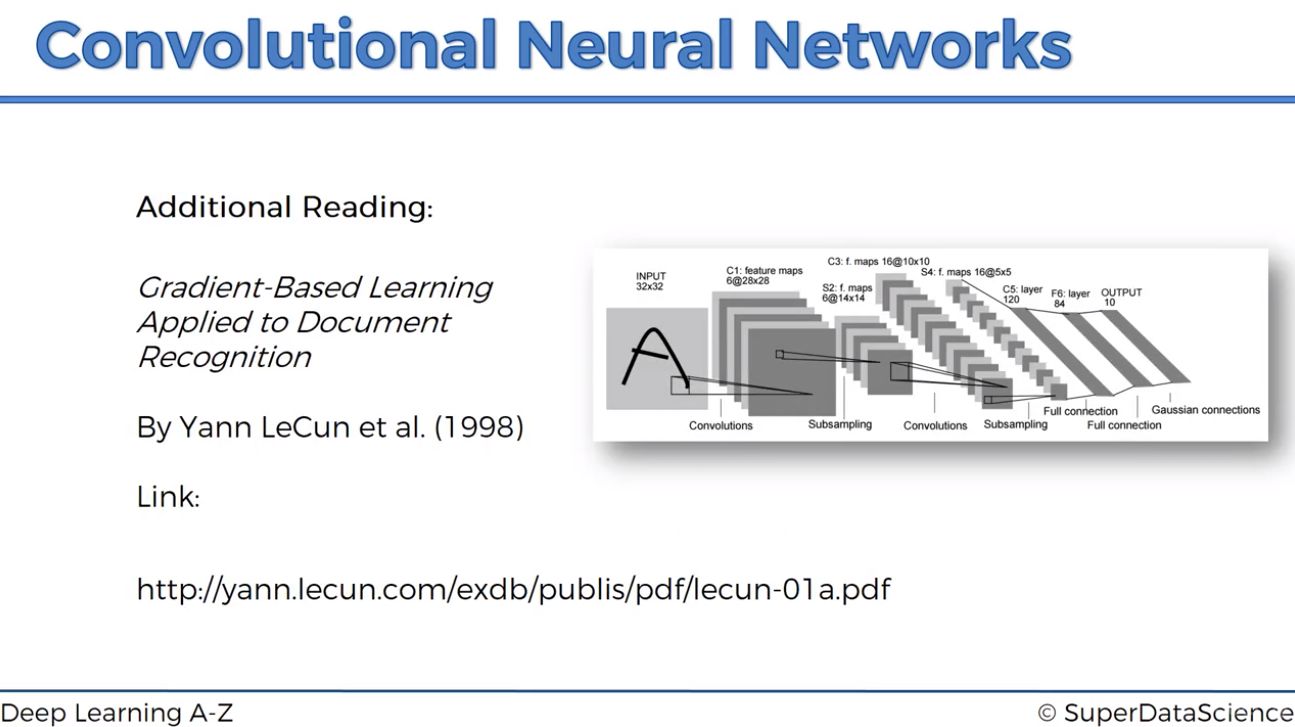 Convolutional Neural Networks
Additional Reading:
Gradient-Based Learning
Applied to Document
Recognition
By Yann LeCun et al. (1998)
Link:
http://yann.lecun.com/exdb/publis/pdf/lecun-01a.pdf
INPUT
32x32
C1: feature maps
6@28x28
S2: f. maps
6@14x14
C3: f. maps 16@10x10
S4: f. maps 16@5x5
C5: layer
120
F6: layer
84
OUTPUT
10
A
Convolutions
Subsampling
Convolutions
Subsampling
Full connection
Full connection
Gaussian connections
Deep Learning A-Z
© SuperDataScience